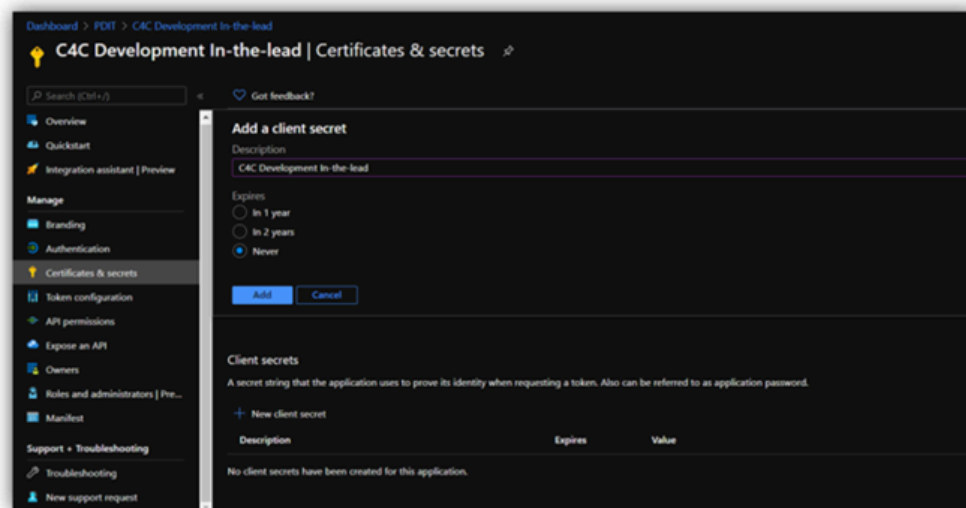 Dashboard > PDIT > C4C Development In-the-lead
C4C Development In-the-lead | Certificates & secrets
Search (Ctrl+/)
«
Got feedback?
Overview
Quickstart
Integration assistant | Preview
Manage
Branding
Authentication
Certificates & secrets
Token configuration
API permissions
Expose an API
Owners
Roles and administrators | Pre...
Manifest
Support + Troubleshooting
Troubleshooting
New support request
Add a client secret
Description
C4C Development In-the-lead
Expires
In 1 year
In 2 years
Never
Add Cancel
Client secrets
A secret string that the application uses to prove its identity when requesting a token. Also can be referred to as application password.
New client secret
Description Expires Value
No client secrets have been created for this application.